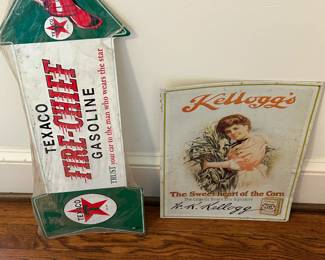 TEXACO
TEXACO
FIRE-CHIEF
GASOLINE
TRUST your car to the man who wears the star
TEXACO
Kellogg's
The Sweetheart of the Corn
W.K. Kellogg